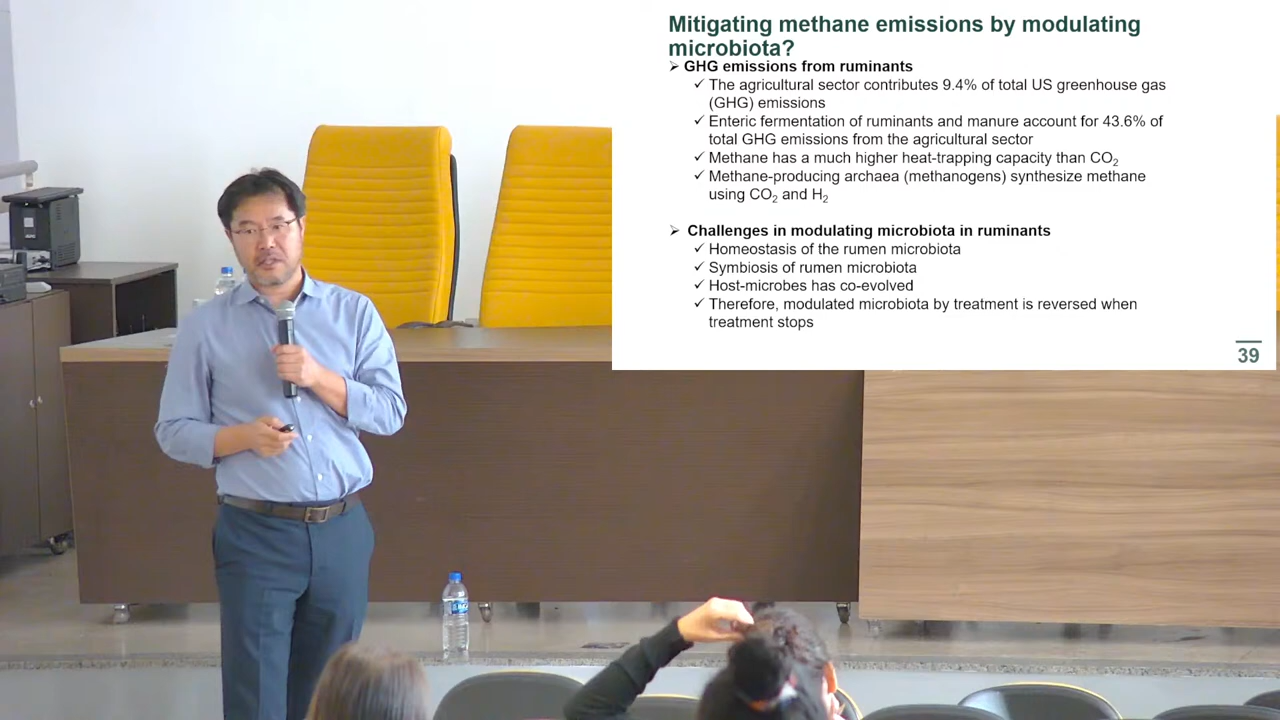 Mitigating methane emissions by modulating
microbiota?
➢ GHG emissions from ruminants
✓ The agricultural sector contributes 9.4% of total US greenhouse gas
(GHG) emissions
✓ Enteric fermentation of ruminants and manure account for 43.6% of
total GHG emissions from the agricultural sector
✓ Methane has a much higher heat-trapping capacity than CO₂
✓ Methane-producing archaea (methanogens) synthesize methane
using CO₂ and H₂
➢ Challenges in modulating microbiota in ruminants
✓ Homeostasis of the rumen microbiota
✓ Symbiosis of rumen microbiota
✓ Host-microbes has co-evolved
✓ Therefore, modulated microbiota by treatment is reversed when
treatment stops
39